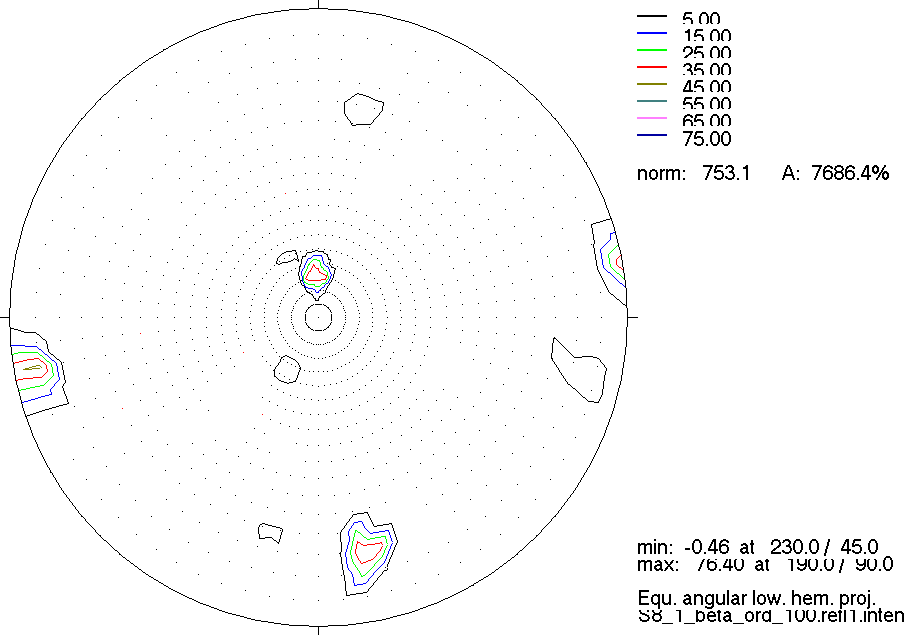 5.00
15.00
25.00
35.00
45.00
55.00
65.00
75.00
norm: 753.1 A: 7686.4%
min: -0.46 at 230.0 / 45.0
max: 76.40 at 190.0 / 90.0
Equ. angular low. hem. proj.
S8_1_beta_ord_100.refl1.inten